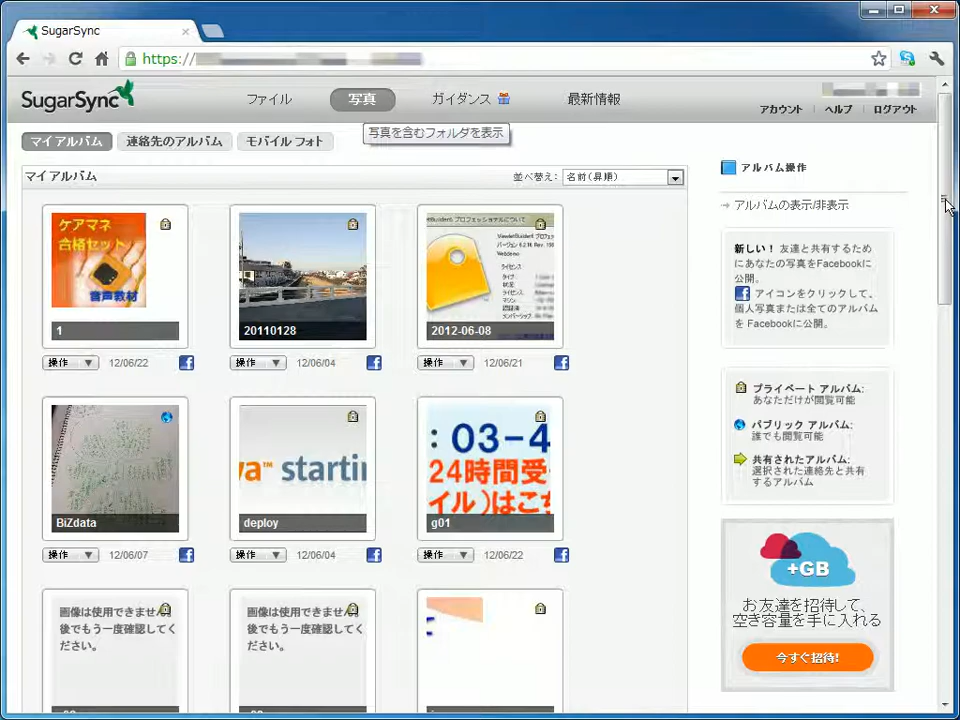 SugarSync
https://
SugarSync
ファイル
写真
ガイダンス
最新情報
アカウント
ヘルプ
ログアウト
写真を含むフォルダを表示
マイ アルバム
連絡先のアルバム
モバイル フォト
マイ アルバム
並べ替え:
名前(昇順)
ケアマネ
合格セット
音声教材
1
操作
12/06/22
20110128
操作
12/06/04
2012-06-08
操作
12/06/21
BiZdata
操作
12/06/07
va™ startin
deploy
操作
12/06/04
: 03-4
24時間受
イル)はこち
g01
操作
12/06/22
画像は使用できません。
後でもう一度確認してく
ださい。
画像は使用できません。
後でもう一度確認してく
ださい。
アルバム操作
→ アルバムの表示/非表示
新しい! 友達と共有するため
にあなたの写真をFacebookに
公開。
アイコンをクリックして、
個人写真または全てのアルバム
を Facebookに公開。
プライベート アルバム:
あなただけが閲覧可能
パブリック アルバム:
誰でも閲覧可能
共有されたアルバム:
選択された連絡先と共有
するアルバム
+GB
お友達を招待して、
空き容量を手に入れる
今すぐ招待!